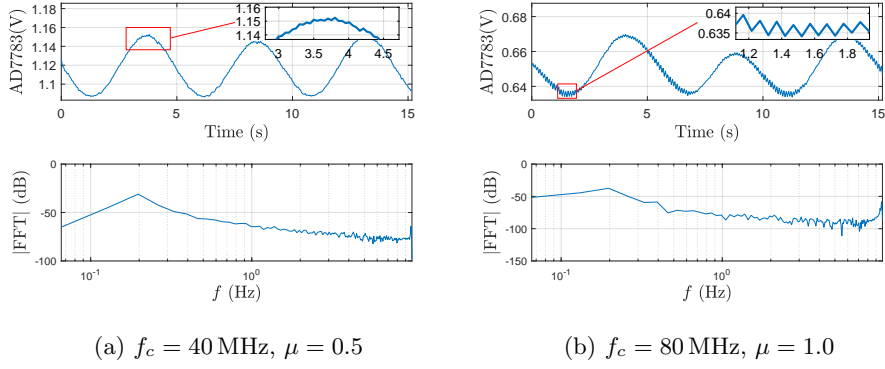 AD7783(V)
1.18
1.16
1.14
1.12
1.1
1.16
1.15
1.14
3 3.5 4 4.5
0 5 10 15
Time (s)
AD7783(V)
0.68
0.66
0.64
0.64
0.635
1.2 1.4 1.6 1.8
0 5 10 15
Time (s)
|FFT| (dB)
0
-50
-100
10-1 100
f (Hz)
|FFT| (dB)
0
-50
-100
-150
10-1 100
f (Hz)
(a) fc = 40 MHz, μ = 0.5
(b) fc = 80 MHz, μ = 1.0